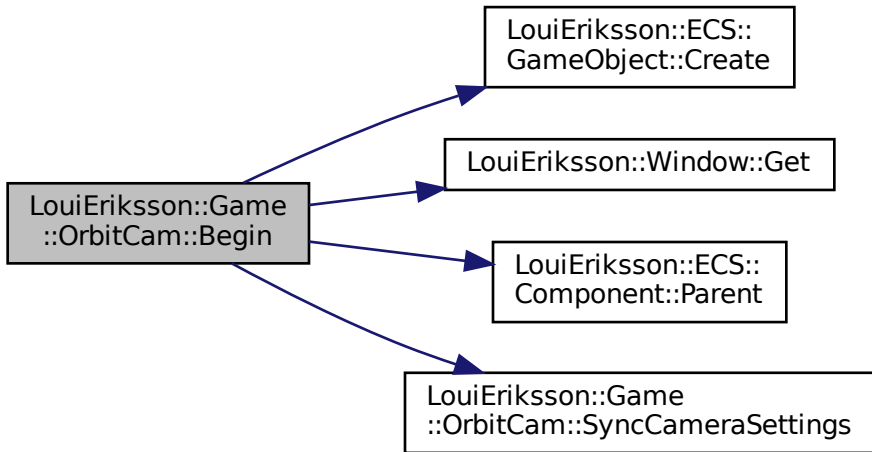 LouiEriksson::ECS::
GameObject::Create
LouiEriksson::Window::Get
LouiEriksson::Game
::OrbitCam::Begin
LouiEriksson::ECS::
Component::Parent
LouiEriksson::Game
::OrbitCam::SyncCameraSettings